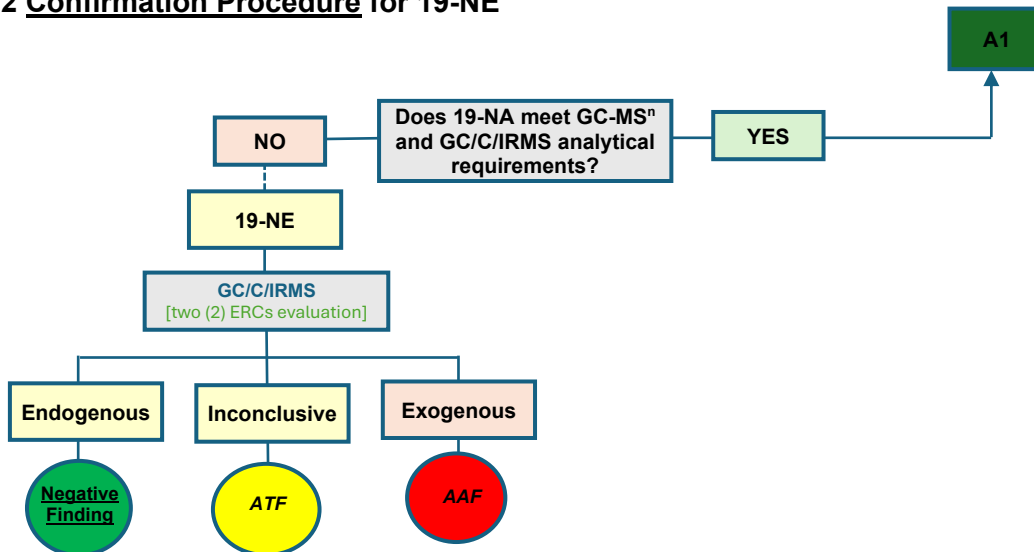 2 Confirmation Procedure for 19-NE
A1
Does 19-NA meet GC-MSⁿ
and GC/C/IRMS analytical
requirements?
NO
YES
19-NE
GC/C/IRMS
[two (2) ERCs evaluation]
Endogenous
Inconclusive
Exogenous
Negative
Finding
ATF
AAF